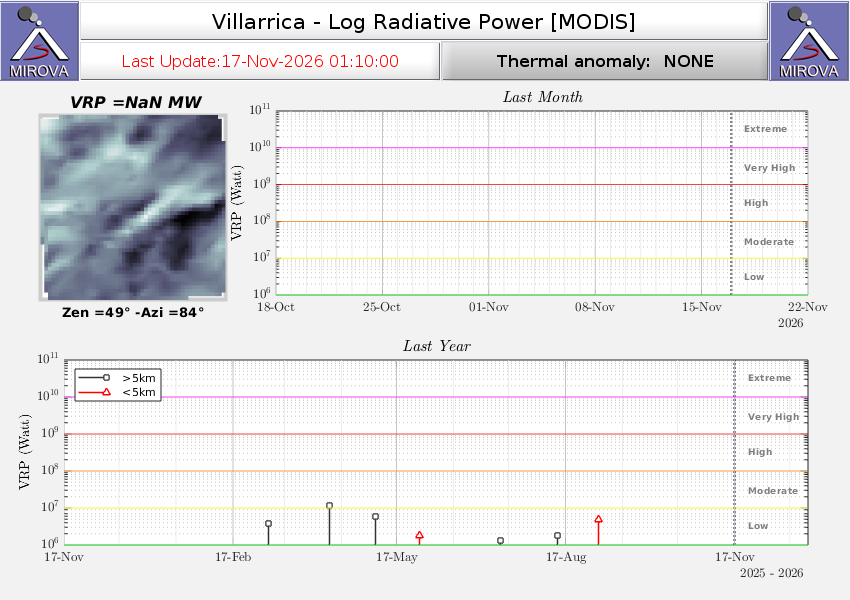 MIROVA
Villarrica - Log Radiative Power [MODIS]
Last Update:17-Nov-2026 01:10:00
Thermal anomaly: NONE
MIROVA
VRP =NaN MW
Zen =49° -Azi =84°
Last Month
VRP (Watt)
10^11
10^10
10^9
10^8
10^7
10^6
Extreme
Very High
High
Moderate
Low
18-Oct 25-Oct 01-Nov 08-Nov 15-Nov 22-Nov
2026
Last Year
VRP (Watt)
10^11
10^10
10^9
10^8
10^7
10^6
>5km
<5km
Extreme
Very High
High
Moderate
Low
17-Nov 17-Feb 17-May 17-Aug 17-Nov
2025 - 2026